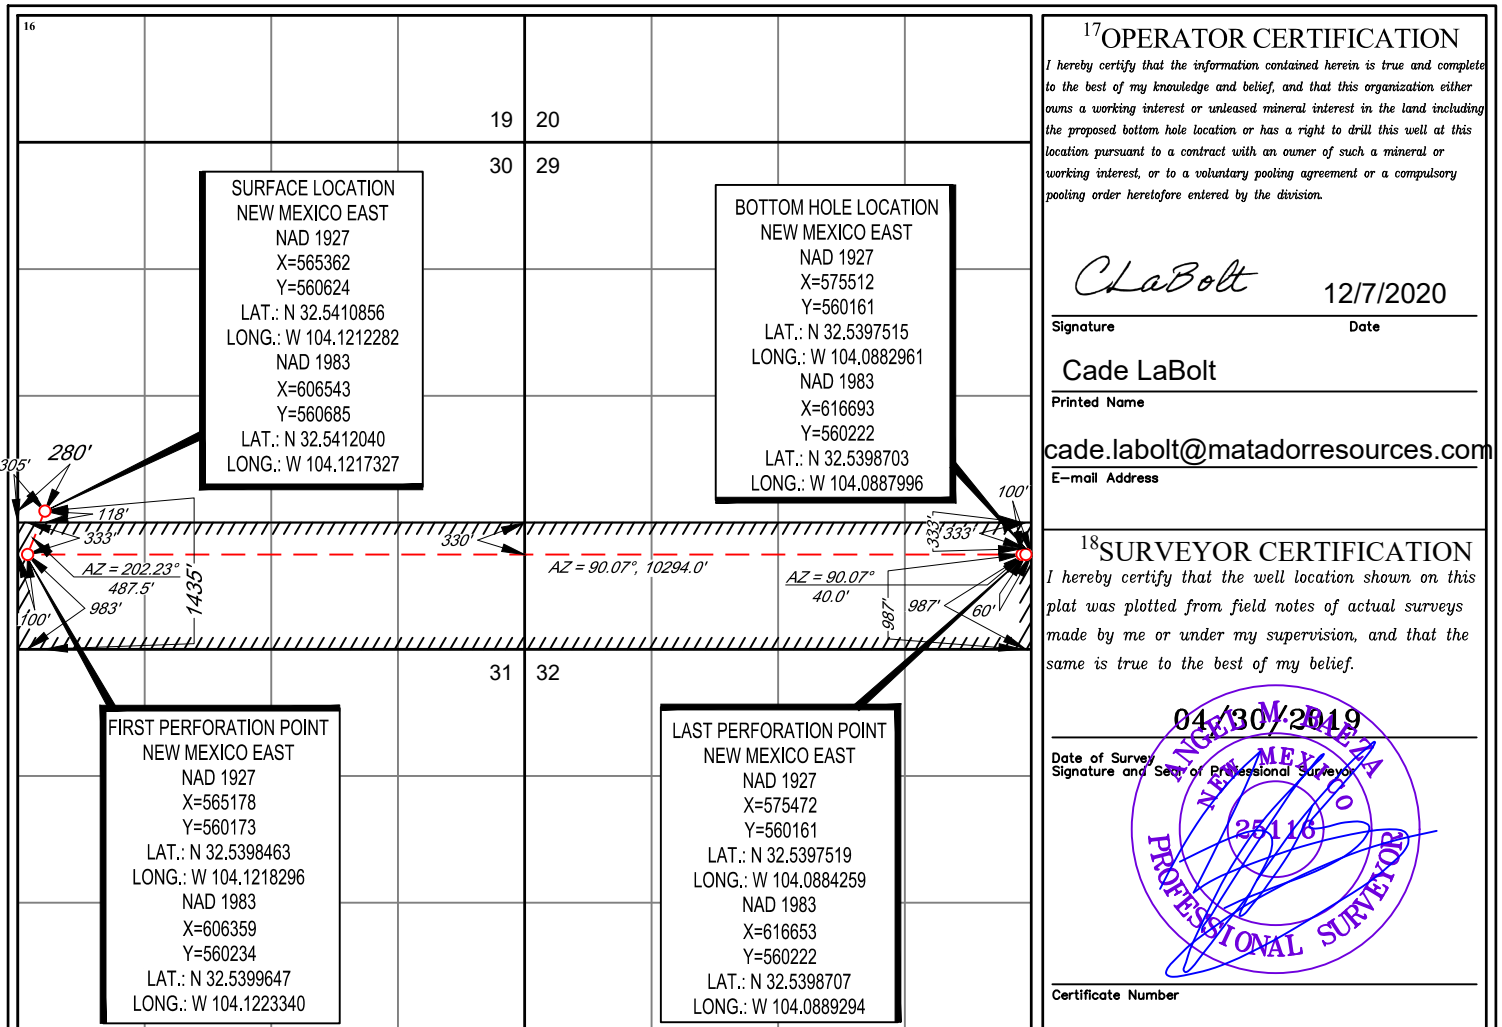 16
19 20
30 29
SURFACE LOCATION
NEW MEXICO EAST
NAD 1927
X=565362
Y=560624
LAT.: N 32.5410856
LONG.: W 104.1212282
NAD 1983
X=606543
Y=560685
LAT.: N 32.5412040
LONG.: W 104.1217327
BOTTOM HOLE LOCATION
NEW MEXICO EAST
NAD 1927
X=575512
Y=560161
LAT.: N 32.5397515
LONG.: W 104.0882961
NAD 1983
X=616693
Y=560222
LAT.: N 32.5398703
LONG.: W 104.0887996
305'
280'
118'
333'
AZ = 202.23°
487.5'
983'
100'
1435'
330'
AZ = 90.07°, 10294.0'
AZ = 90.07°
40.0'
100'
333'
333'
987'
987'
60'
31 32
FIRST PERFORATION POINT
NEW MEXICO EAST
NAD 1927
X=565178
Y=560173
LAT.: N 32.5398463
LONG.: W 104.1218296
NAD 1983
X=606359
Y=560234
LAT.: N 32.5399647
LONG.: W 104.1223340
LAST PERFORATION POINT
NEW MEXICO EAST
NAD 1927
X=575472
Y=560161
LAT.: N 32.5397519
LONG.: W 104.0884259
NAD 1983
X=616653
Y=560222
LAT.: N 32.5398707
LONG.: W 104.0889294
17OPERATOR CERTIFICATION
I hereby certify that the information contained herein is true and complete
to the best of my knowledge and belief, and that this organization either
owns a working interest or unleased mineral interest in the land including
the proposed bottom hole location or has a right to drill this well at this
location pursuant to a contract with an owner of such a mineral or
working interest, or to a voluntary pooling agreement or a compulsory
pooling order heretofore entered by the division.
CLaBolt 12/7/2020
Signature Date
Cade LaBolt
Printed Name
cade.labolt@matadorresources.com
E-mail Address
18SURVEYOR CERTIFICATION
I hereby certify that the well location shown on this
plat was plotted from field notes of actual surveys
made by me or under my supervision, and that the
same is true to the best of my belief.
04/30/2019
Date of Survey
Signature and Seal of Professional Surveyor
ANGEL M. BAEZA
NEW MEXICO
25116
PROFESSIONAL SURVEYOR
Certificate Number